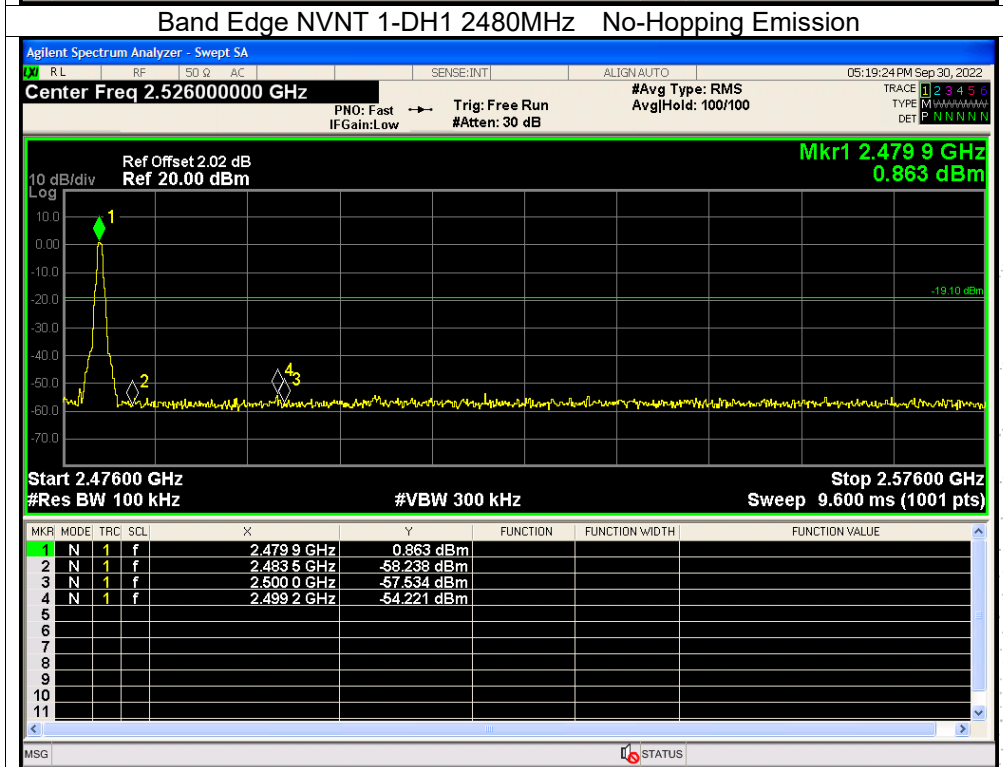 Band Edge NVNT 1-DH1 2480MHz No-Hopping Emission
Agilent Spectrum Analyzer - Swept SA
LXI RL RF 50 Ω AC SENSE:INT ALIGN AUTO 05:19:24 PM Sep 30, 2022
Center Freq 2.526000000 GHz
PNO: Fast
IFGain:Low
Trig: Free Run
#Atten: 30 dB
#Avg Type: RMS
Avg|Hold: 100/100
TRACE 1 2 3 4 5 6
TYPE M
DET P N N N N N
Ref Offset 2.02 dB
10 dB/div Ref 20.00 dBm
Log
Mkr1 2.479 9 GHz
0.863 dBm
10.0
0.00
-10.0
-20.0
-30.0
-40.0
-50.0
-60.0
-70.0
1
2
4
3
-19.10 dBm
Start 2.47600 GHz Stop 2.57600 GHz
#Res BW 100 kHz #VBW 300 kHz Sweep 9.600 ms (1001 pts)
MKR MODE TRC SCL X Y FUNCTION FUNCTION WIDTH FUNCTION VALUE
1 N 1 f 2.479 9 GHz 0.863 dBm
2 N 1 f 2.483 5 GHz -58.238 dBm
3 N 1 f 2.500 0 GHz -57.534 dBm
4 N 1 f 2.499 2 GHz -54.221 dBm
5
6
7
8
9
10
11
MSG STATUS